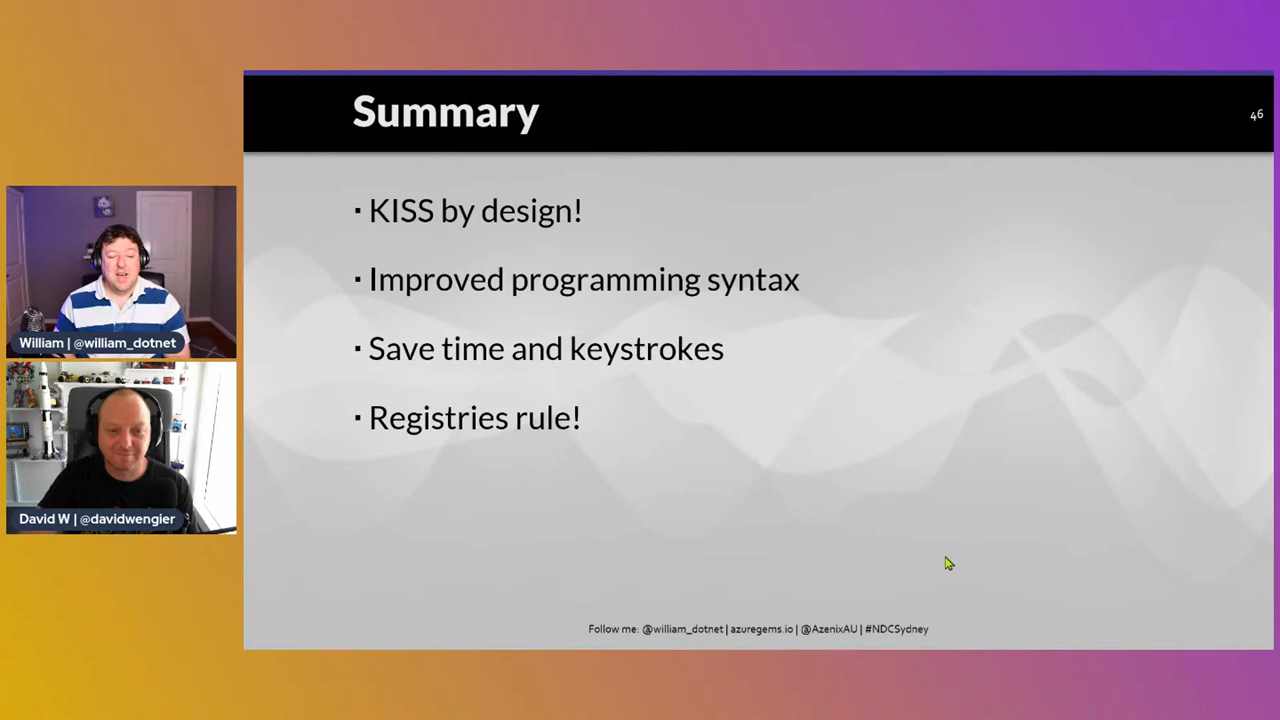 Summary
46
▪ KISS by design!
▪ Improved programming syntax
▪ Save time and keystrokes
▪ Registries rule!
William | @william_dotnet
David W | @davidwengier
Follow me: @william_dotnet | azuregems.io | @AzenixAU | #NDCSydney